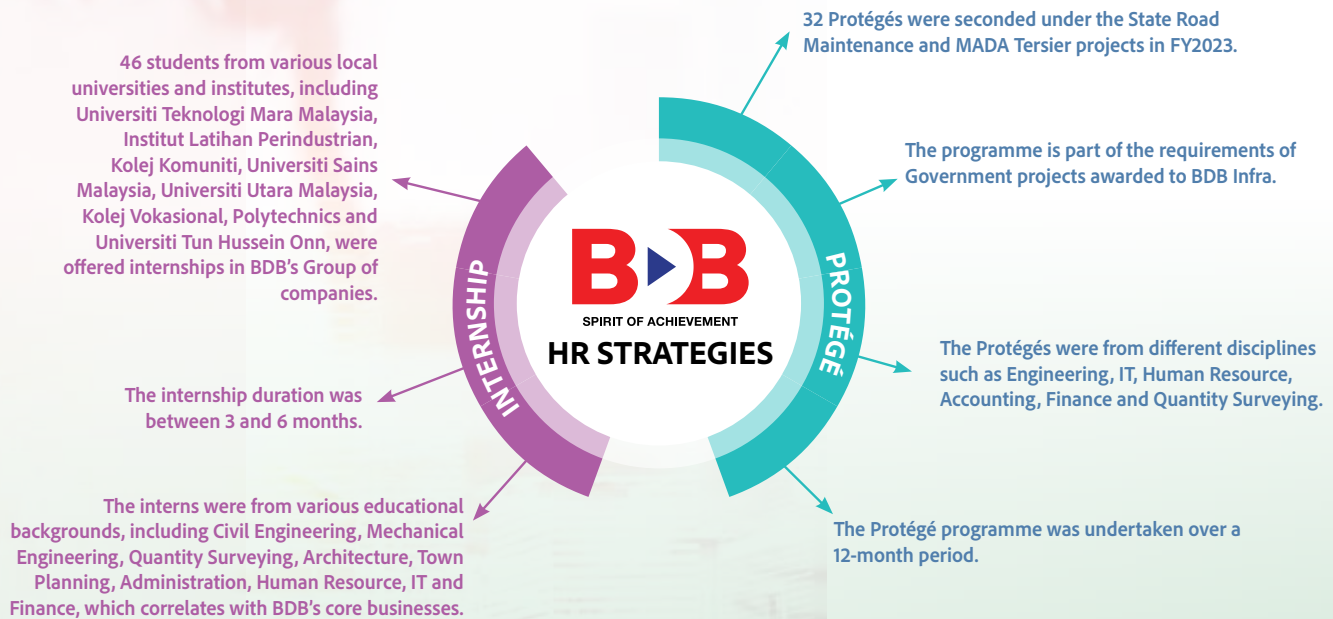 46 students from various local
universities and institutes, including
Universiti Teknologi Mara Malaysia,
Institut Latihan Perindustrian,
Kolej Komuniti, Universiti Sains
Malaysia, Universiti Utara Malaysia,
Kolej Vokasional, Polytechnics and
Universiti Tun Hussein Onn, were
offered internships in BDB's Group of
companies.
The internship duration was
between 3 and 6 months.
The interns were from various educational
backgrounds, including Civil Engineering, Mechanical
Engineering, Quantity Surveying, Architecture, Town
Planning, Administration, Human Resource, IT and
Finance, which correlates with BDB's core businesses.
INTERNSHIP
BDB
SPIRIT OF ACHIEVEMENT
HR STRATEGIES
PROTÉGÉ
32 Protégés were seconded under the State Road
Maintenance and MADA Tersier projects in FY2023.
The programme is part of the requirements of
Government projects awarded to BDB Infra.
The Protégés were from different disciplines
such as Engineering, IT, Human Resource,
Accounting, Finance and Quantity Surveying.
The Protégé programme was undertaken over a
12-month period.